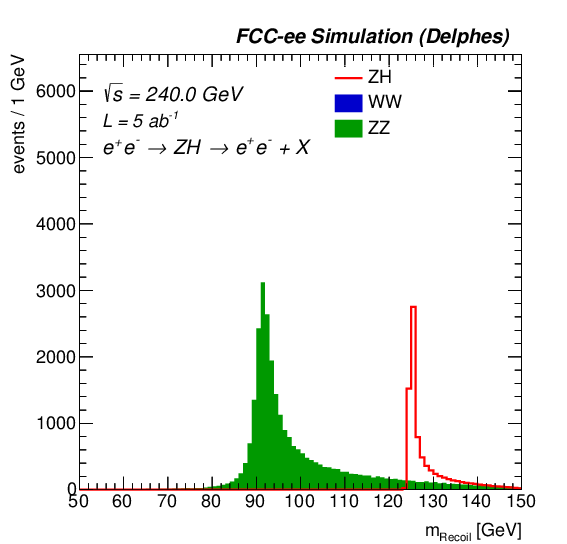 FCC-ee Simulation (Delphes)
events / 1 GeV
√s = 240.0 GeV
L = 5 ab⁻¹
e⁺e⁻ → ZH → e⁺e⁻ + X
ZH
WW
ZZ
6000
5000
4000
3000
2000
1000
0
50 60 70 80 90 100 110 120 130 140 150
m_Recoil [GeV]